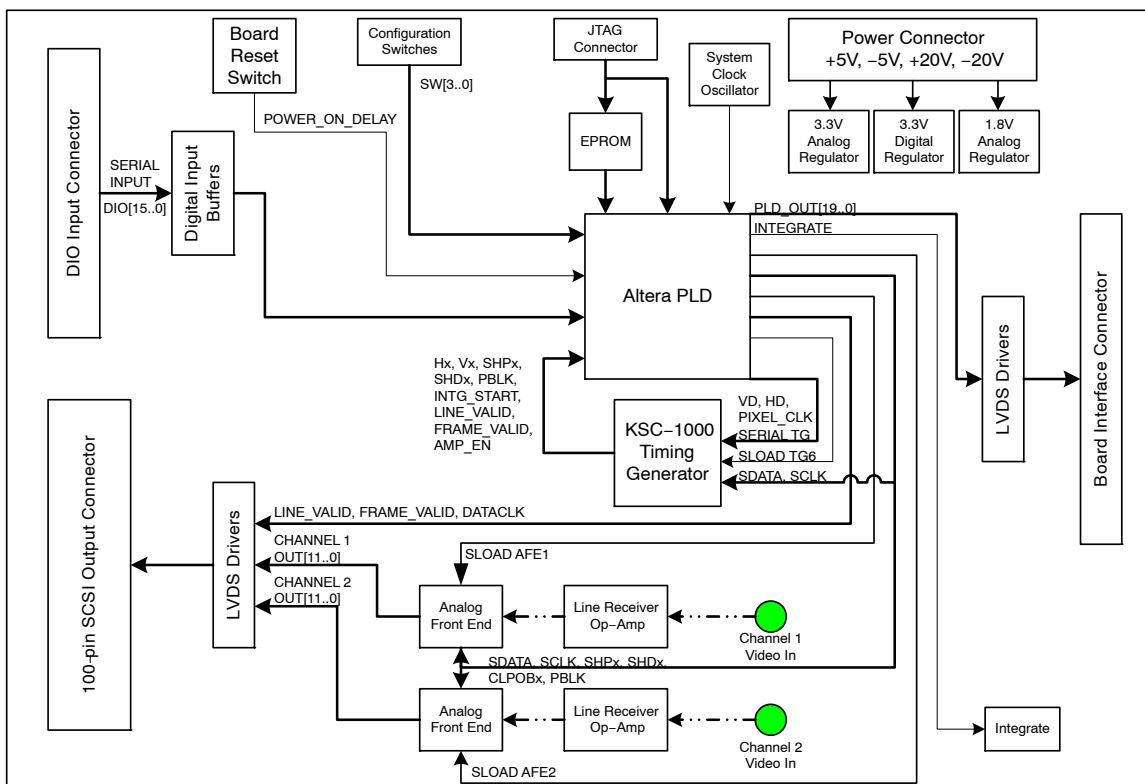 Board
Reset
Switch
Configuration
Switches
JTAG
Connector
System
Clock
Oscillator
Power Connector
+5V, −5V, +20V, −20V
3.3V
Analog
Regulator
3.3V
Digital
Regulator
1.8V
Analog
Regulator
SW[3..0]
POWER_ON_DELAY
EPROM
DIO Input Connector
SERIAL
INPUT
DIO[15..0]
Digital Input
Buffers
Altera PLD
PLD_OUT[19..0]
INTEGRATE
LVDS Drivers
Board Interface Connector
Hx, Vx, SHPx,
SHDx, PBLK,
INTG_START,
LINE_VALID,
FRAME_VALID,
AMP_EN
KSC−1000
Timing
Generator
VD, HD,
PIXEL_CLK
SERIAL TG
SLOAD TG6
SDATA, SCLK
100-pin SCSI Output Connector
LVDS Drivers
LINE_VALID, FRAME_VALID, DATACLK
CHANNEL 1
OUT[11..0]
CHANNEL 2
OUT[11..0]
SLOAD AFE1
Analog
Front End
Line Receiver
Op−Amp
Channel 1
Video In
SDATA, SCLK, SHPx, SHDx,
CLPOBx, PBLK
Analog
Front End
Line Receiver
Op−Amp
Channel 2
Video In
SLOAD AFE2
Integrate